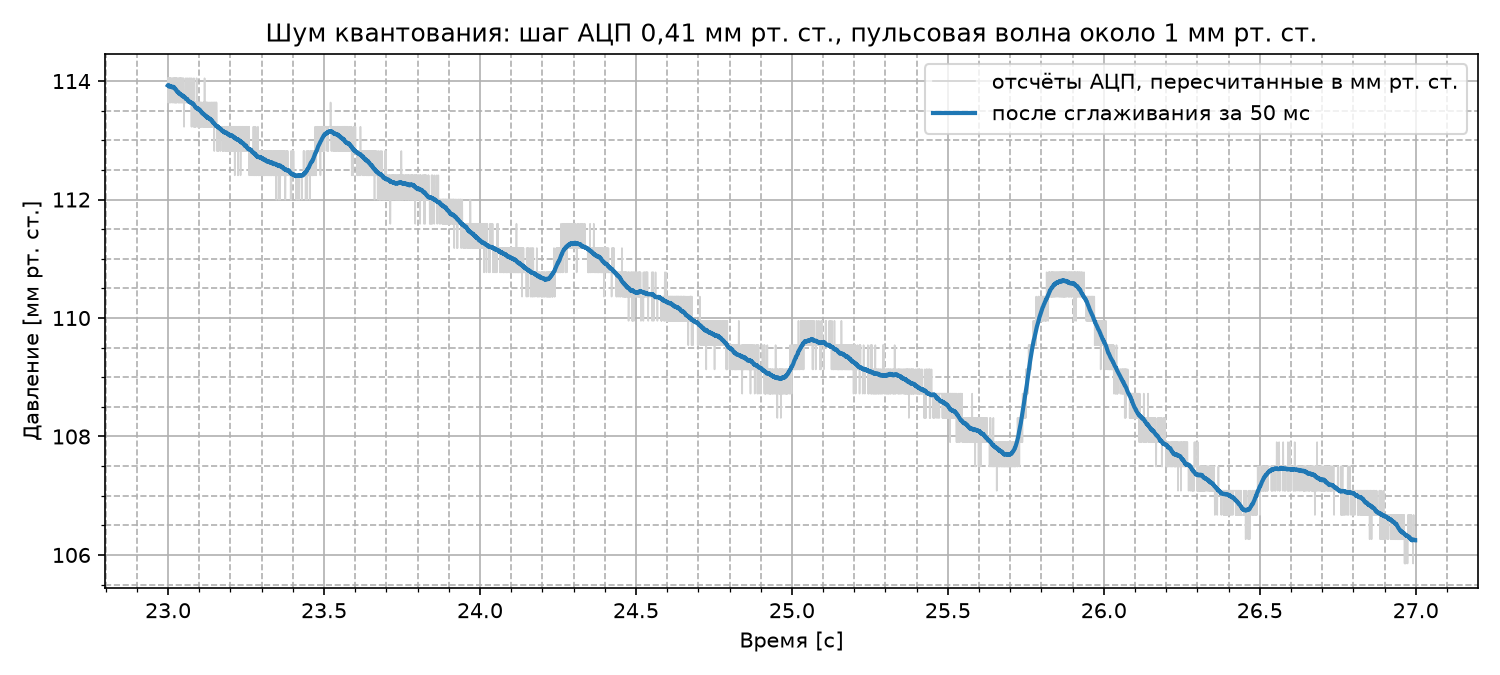 Шум квантования: шаг АЦП 0,41 мм рт. ст., пульсовая волна около 1 мм рт. ст.
отсчёты АЦП, пересчитанные в мм рт. ст.
после сглаживания за 50 мс
Давление [мм рт. ст.]
114
112
110
108
106
23.0 23.5 24.0 24.5 25.0 25.5 26.0 26.5 27.0
Время [с]